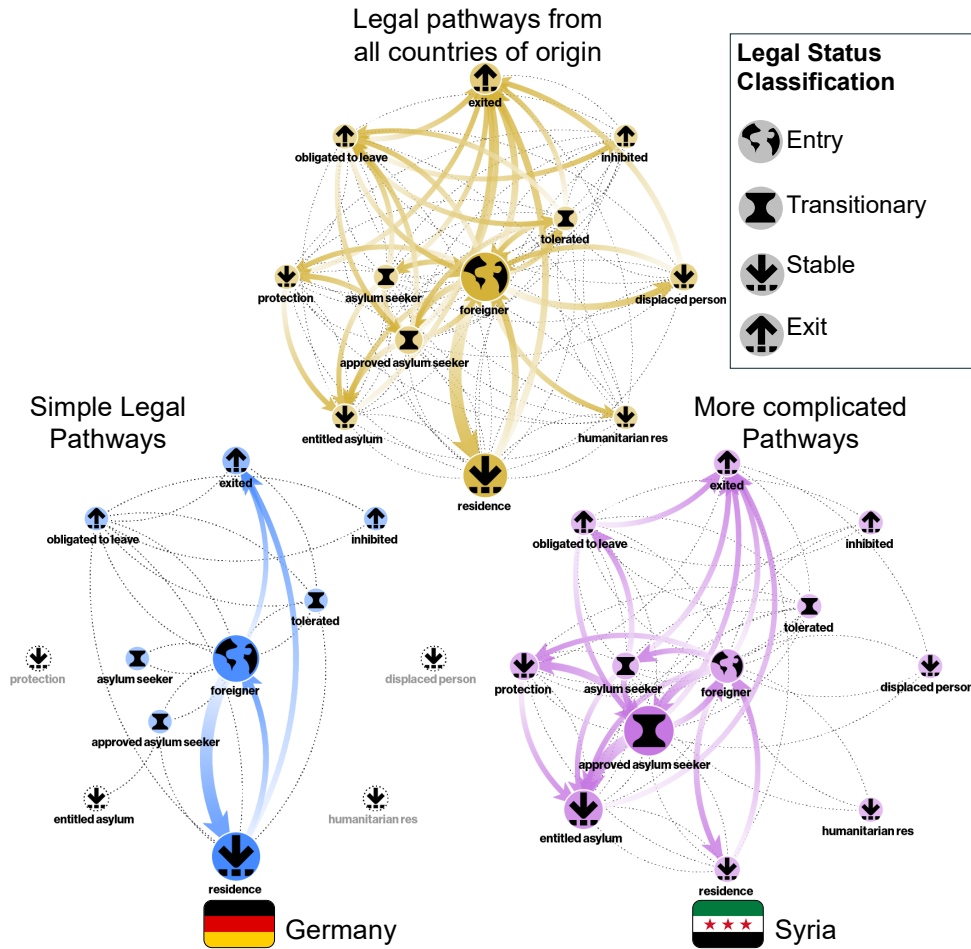 Legal pathways from
all countries of origin
Legal Status
Classification
Entry
Transitionary
Stable
Exit
exited
obligated to leave
inhibited
tolerated
protection
asylum seeker
foreigner
displaced person
approved asylum seeker
entitled asylum
humanitarian res
residence
Simple Legal
Pathways
exited
obligated to leave
inhibited
tolerated
protection
asylum seeker
foreigner
displaced person
approved asylum seeker
entitled asylum
humanitarian res
residence
Germany
More complicated
Pathways
exited
obligated to leave
inhibited
tolerated
protection
asylum seeker
foreigner
displaced person
approved asylum seeker
entitled asylum
humanitarian res
residence
Syria